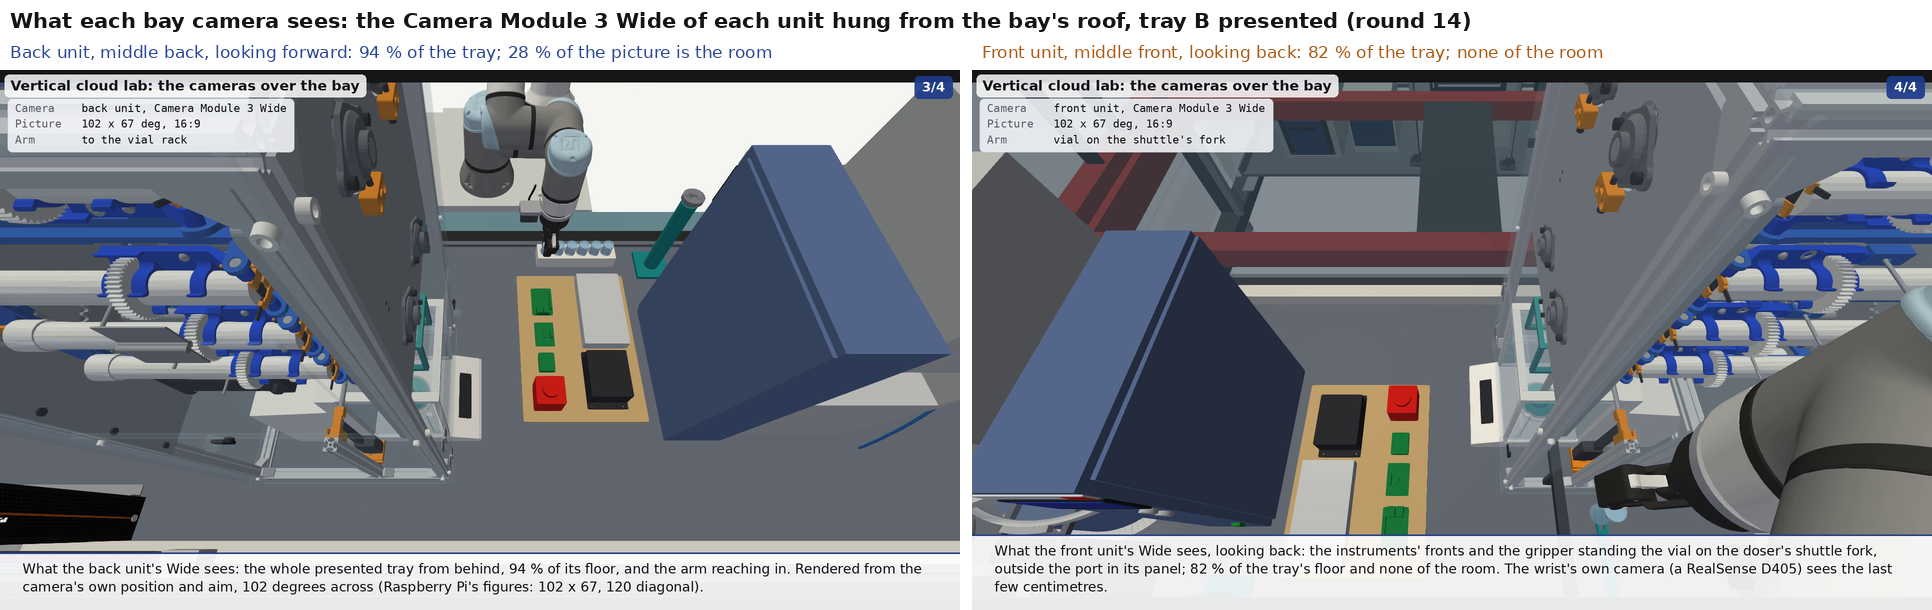 What each bay camera sees: the Camera Module 3 Wide of each unit hung from the bay's roof, tray B presented (round 14)
Back unit, middle back, looking forward: 94 % of the tray; 28 % of the picture is the room
Vertical cloud lab: the cameras over the bay
3/4
Camera back unit, Camera Module 3 Wide
Picture 102 x 67 deg, 16:9
Arm to the vial rack
What the back unit's Wide sees: the whole presented tray from behind, 94 % of its floor, and the arm reaching in. Rendered from the
camera's own position and aim, 102 degrees across (Raspberry Pi's figures: 102 x 67, 120 diagonal).
Front unit, middle front, looking back: 82 % of the tray; none of the room
Vertical cloud lab: the cameras over the bay
4/4
Camera front unit, Camera Module 3 Wide
Picture 102 x 67 deg, 16:9
Arm vial on the shuttle's fork
What the front unit's Wide sees, looking back: the instruments' fronts and the gripper standing the vial on the doser's shuttle fork,
outside the port in its panel; 82 % of the tray's floor and none of the room. The wrist's own camera (a RealSense D405) sees the last
few centimetres.